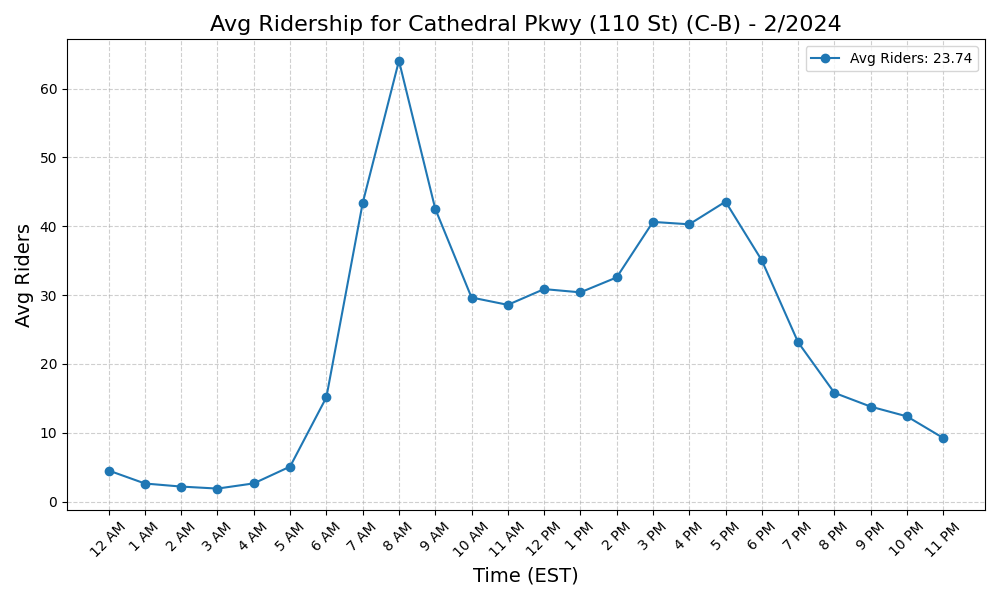 Avg Ridership for Cathedral Pkwy (110 St) (C-B) - 2/2024
Avg Riders: 23.74
Avg Riders
60
50
40
30
20
10
0
12 AM
1 AM
2 AM
3 AM
4 AM
5 AM
6 AM
7 AM
8 AM
9 AM
10 AM
11 AM
12 PM
1 PM
2 PM
3 PM
4 PM
5 PM
6 PM
7 PM
8 PM
9 PM
10 PM
11 PM
Time (EST)